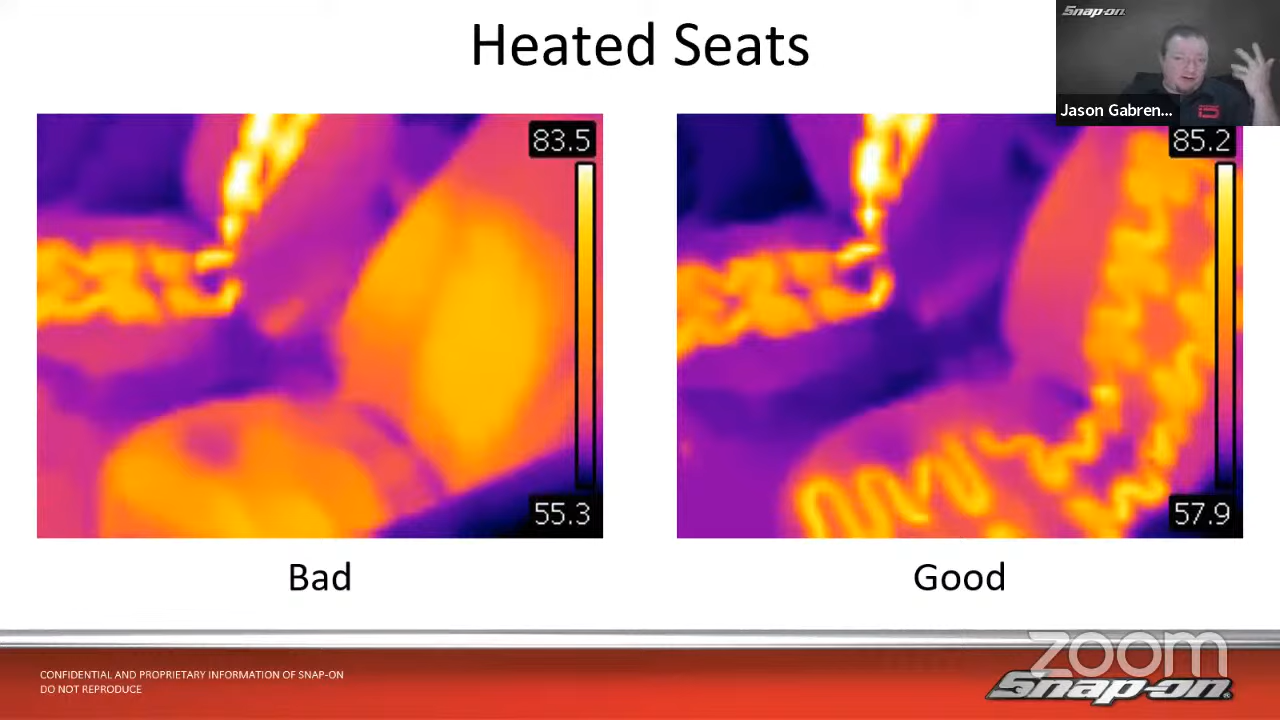 Heated Seats
Snap-on
Jason Gabren...
83.5
55.3
85.2
57.9
Bad
Good
CONFIDENTIAL AND PROPRIETARY INFORMATION OF SNAP-ON
DO NOT REPRODUCE
zoom
Snap-on